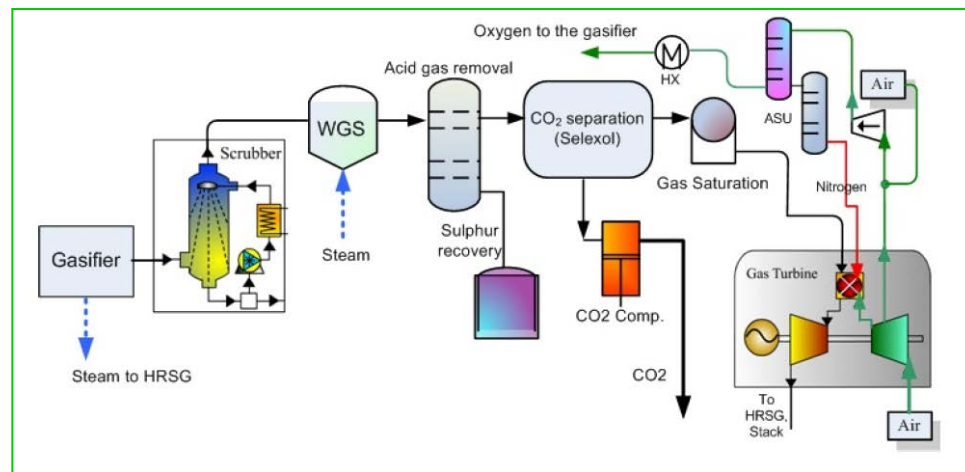 Oxygen to the gasifier
HX
Air
Acid gas removal
ASU
WGS
CO2 separation
(Selexol)
Scrubber
Gas Saturation
Nitrogen
Gasifier
Steam
Sulphur
recovery
Gas Turbine
CO2 Comp.
Steam to HRSG
CO2
To
HRSG,
Stack
Air